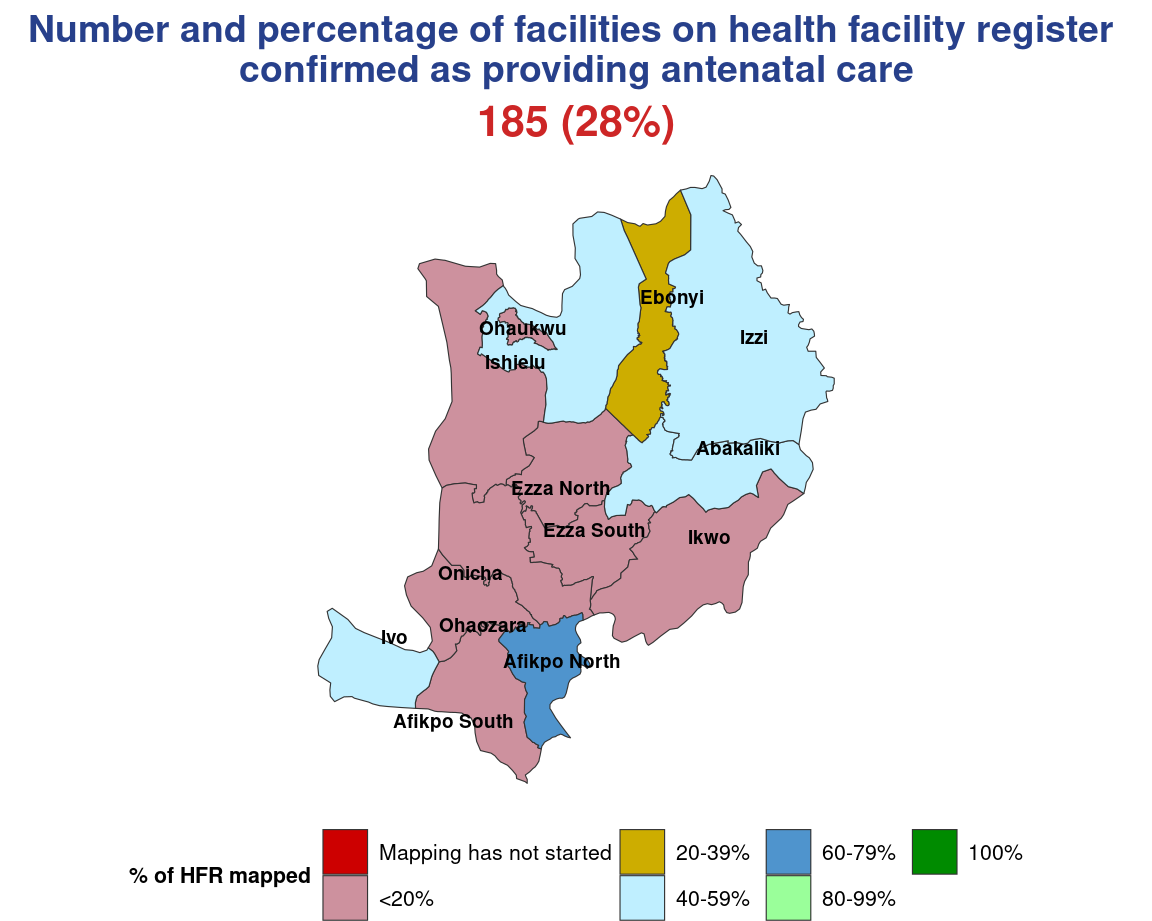 Number and percentage of facilities on health facility register
confirmed as providing antenatal care
185 (28%)
Ebonyi
Ohaukwu
Izzi
Ishielu
Abakaliki
Ezza North
Ezza South
Ikwo
Onicha
Ohaozara
Ivo
Afikpo North
Afikpo South
% of HFR mapped
Mapping has not started
<20%
20-39%
40-59%
60-79%
80-99%
100%